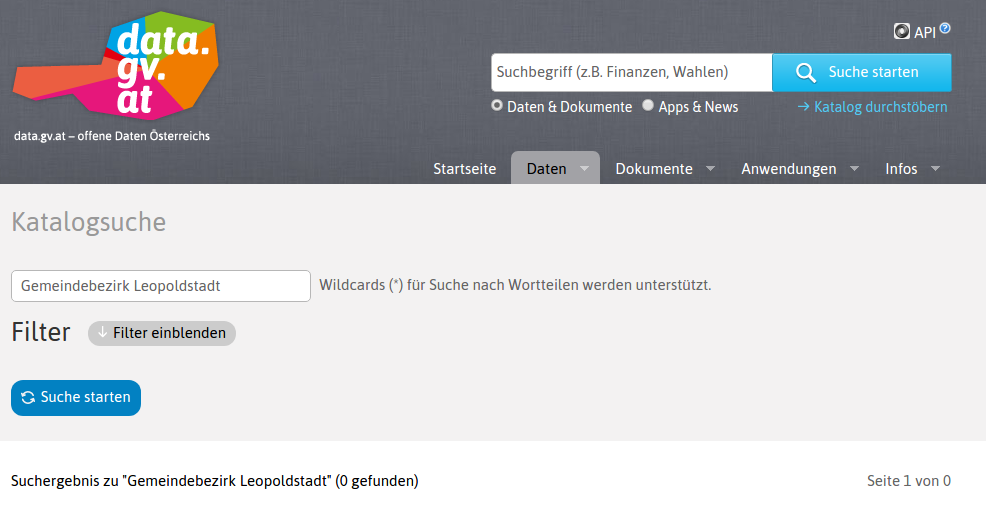 data.
gv.
at
data.gv.at – offene Daten Österreichs
API ?
Suchbegriff (z.B. Finanzen, Wahlen)
Suche starten
Daten & Dokumente Apps & News
→ Katalog durchstöbern
Startseite Daten Dokumente Anwendungen Infos
Katalogsuche
Gemeindebezirk Leopoldstadt
Wildcards (*) für Suche nach Wortteilen werden unterstützt.
Filter
↓ Filter einblenden
Suche starten
Suchergebnis zu "Gemeindebezirk Leopoldstadt" (0 gefunden)
Seite 1 von 0